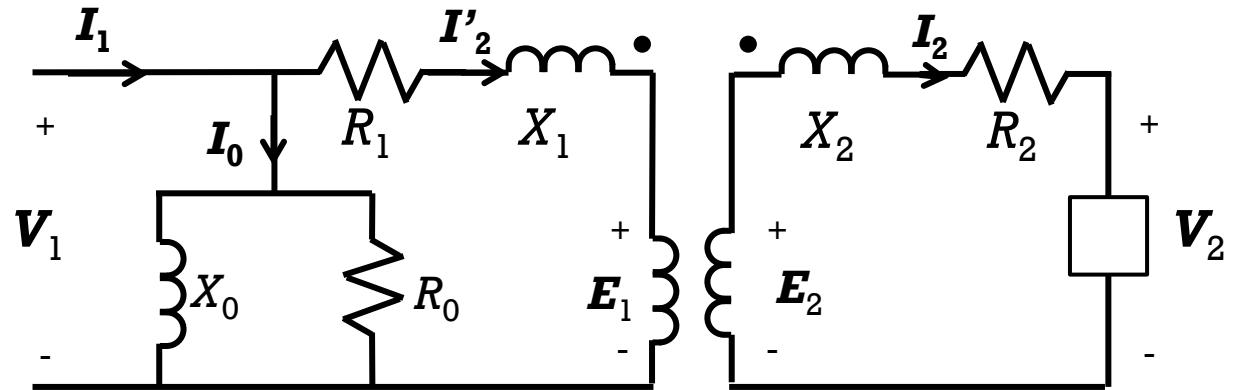 I₁
I'₂
I₂
+
I₀
R₁
X₁
X₂
R₂
+
V₁
X₀
R₀
+
E₁
+
E₂
V₂
-
-
-
-